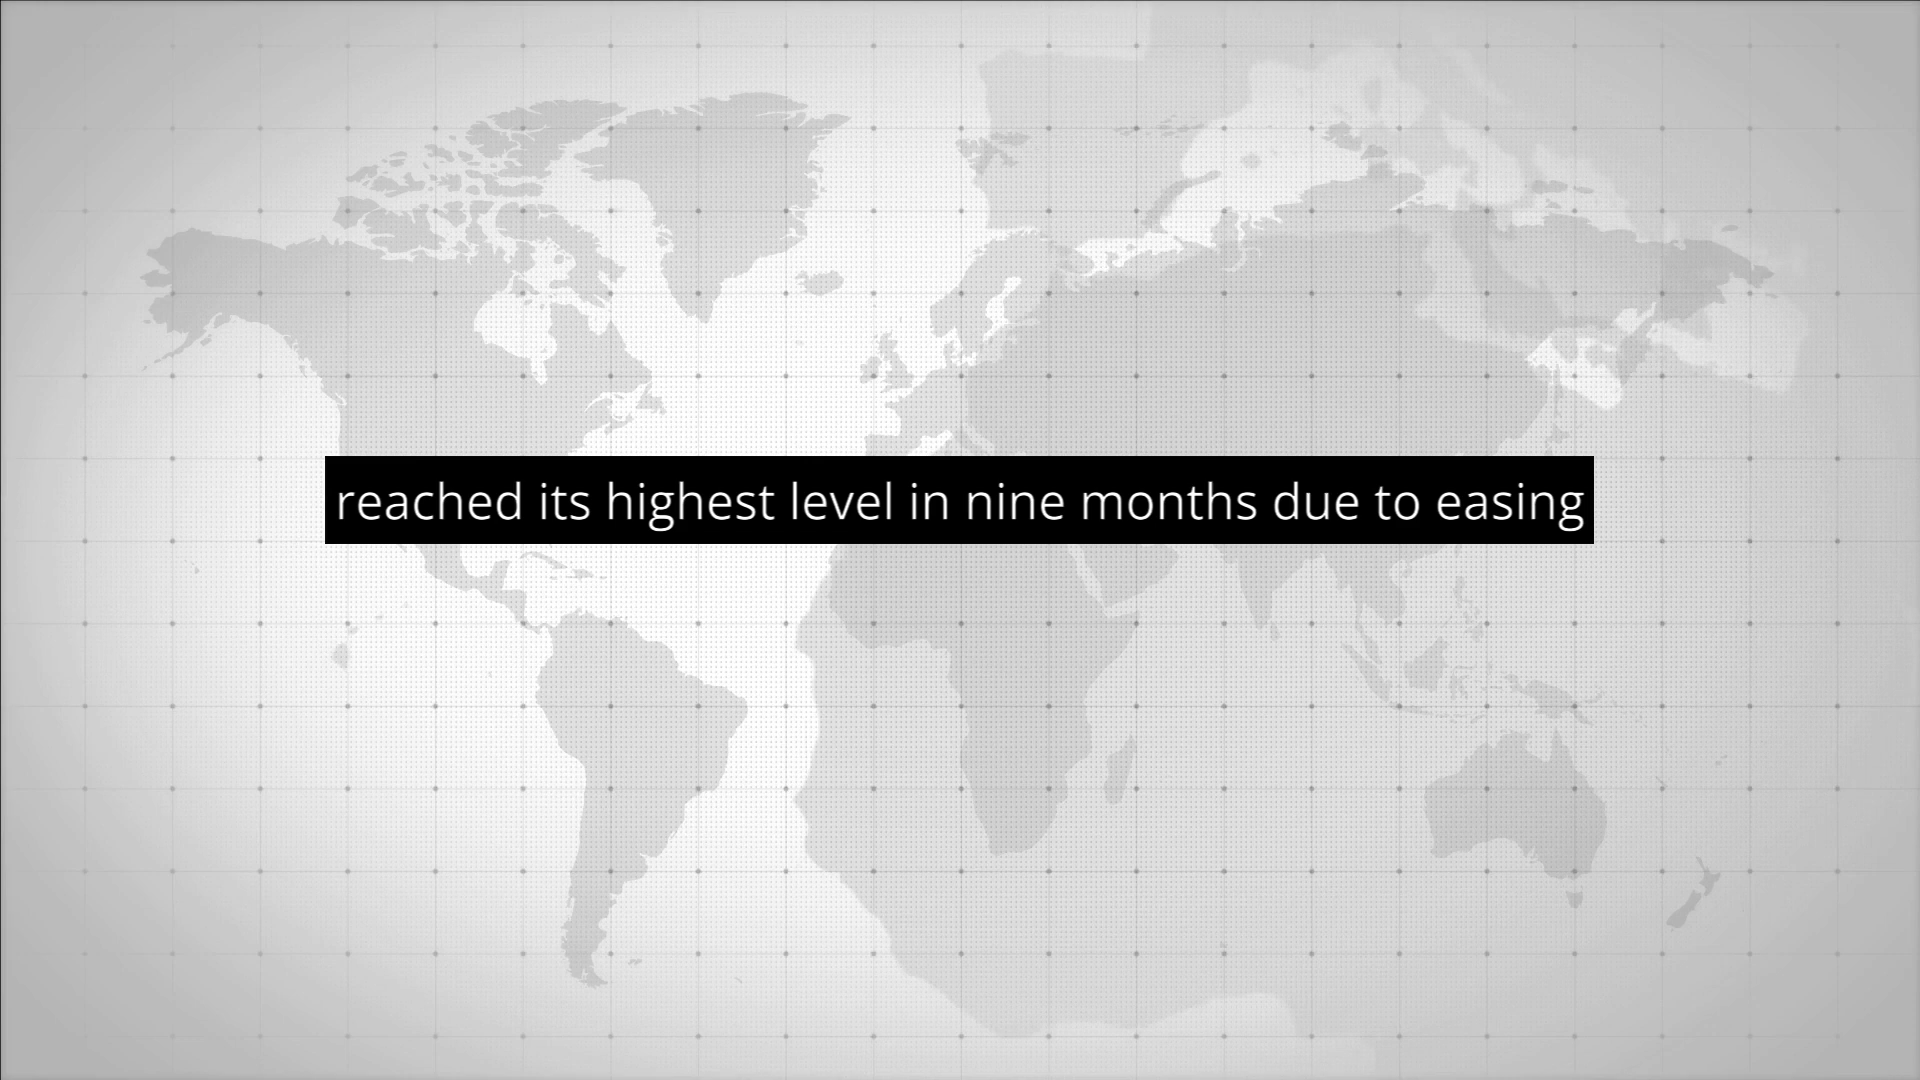 reached its highest level in nine months due to easing